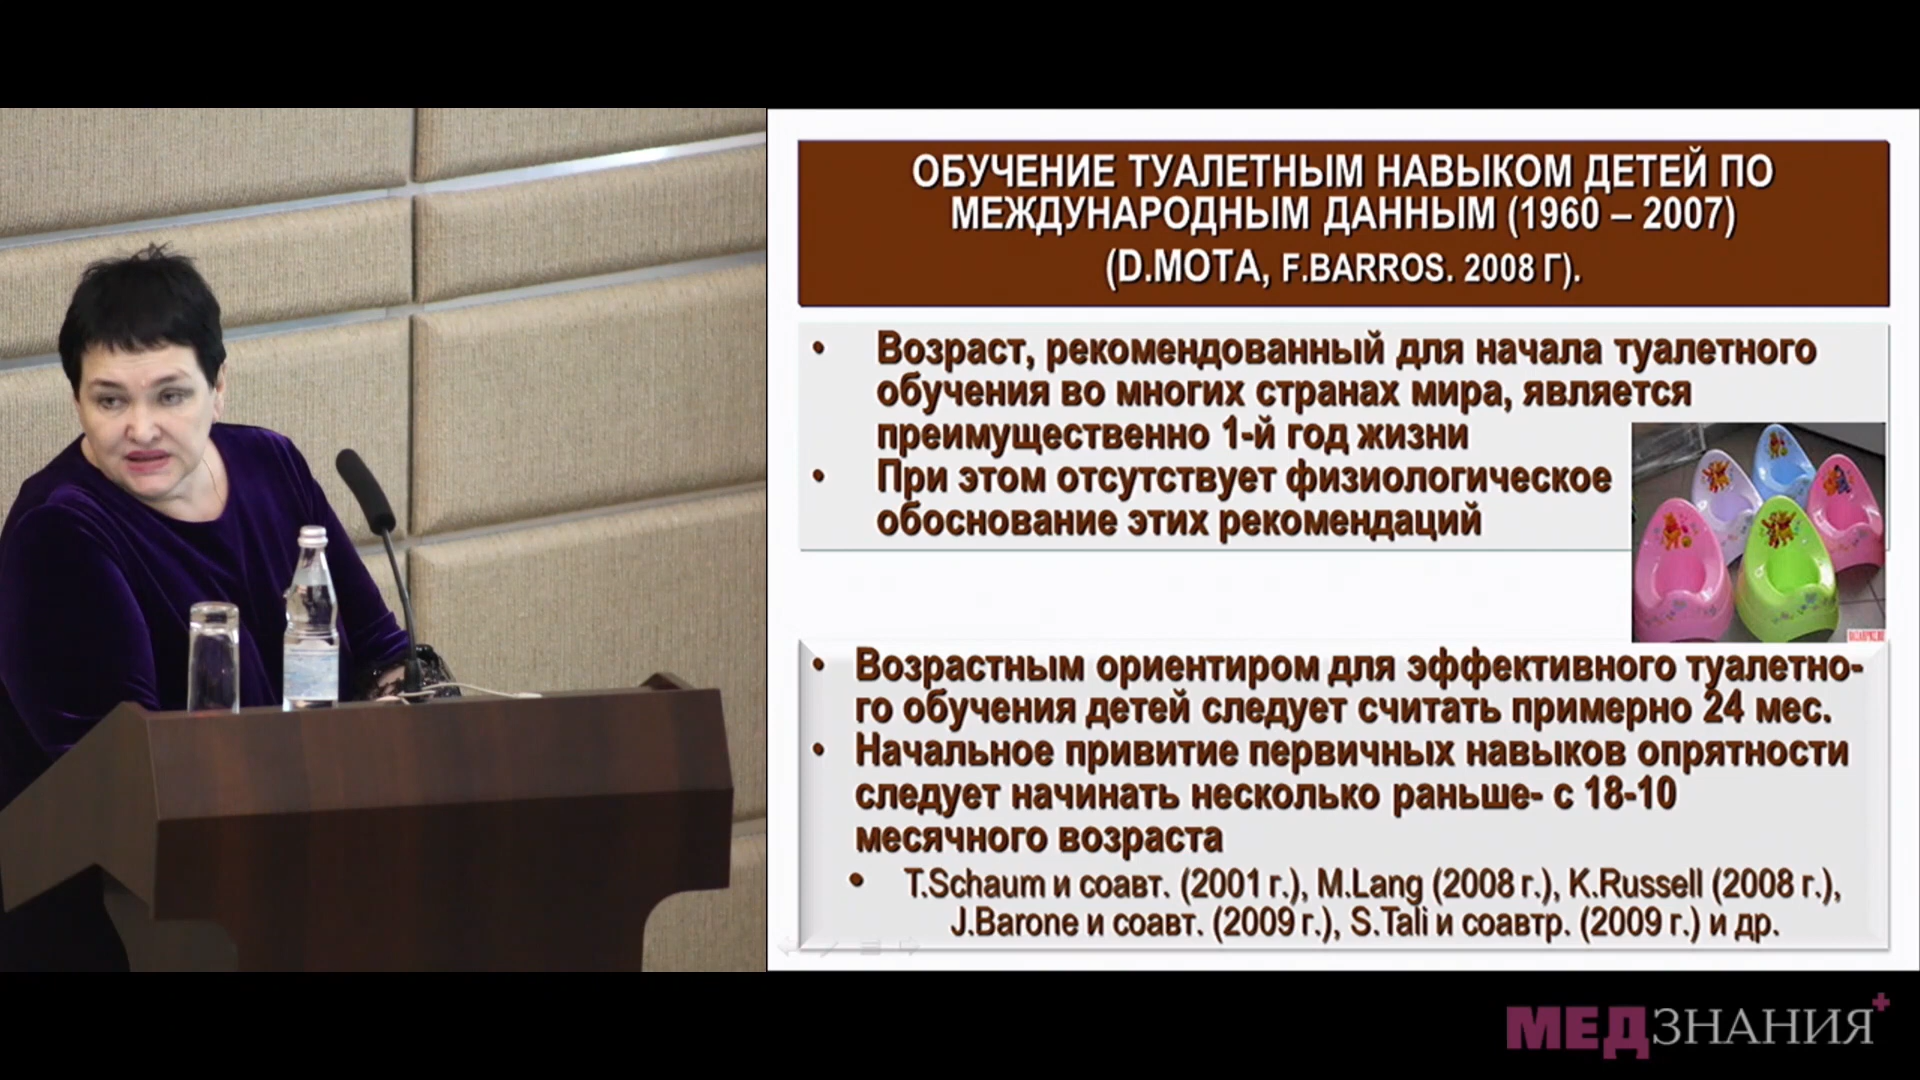 ОБУЧЕНИЕ ТУАЛЕТНЫМ НАВЫКОМ ДЕТЕЙ ПО
МЕЖДУНАРОДНЫМ ДАННЫМ (1960 – 2007)
(D.MOTA, F.BARROS. 2008 Г).
• Возраст, рекомендованный для начала туалетного
обучения во многих странах мира, является
преимущественно 1-й год жизни
• При этом отсутствует физиологическое
обоснование этих рекомендаций
• Возрастным ориентиром для эффективного туалетно-
го обучения детей следует считать примерно 24 мес.
• Начальное привитие первичных навыков опрятности
следует начинать несколько раньше- с 18-10
месячного возраста
• T.Schaum и соавт. (2001 г.), M.Lang (2008 г.), K.Russell (2008 г.),
J.Barone и соавт. (2009 г.), S.Tali и соавтр. (2009 г.) и др.
МЕДЗНАНИЯ+